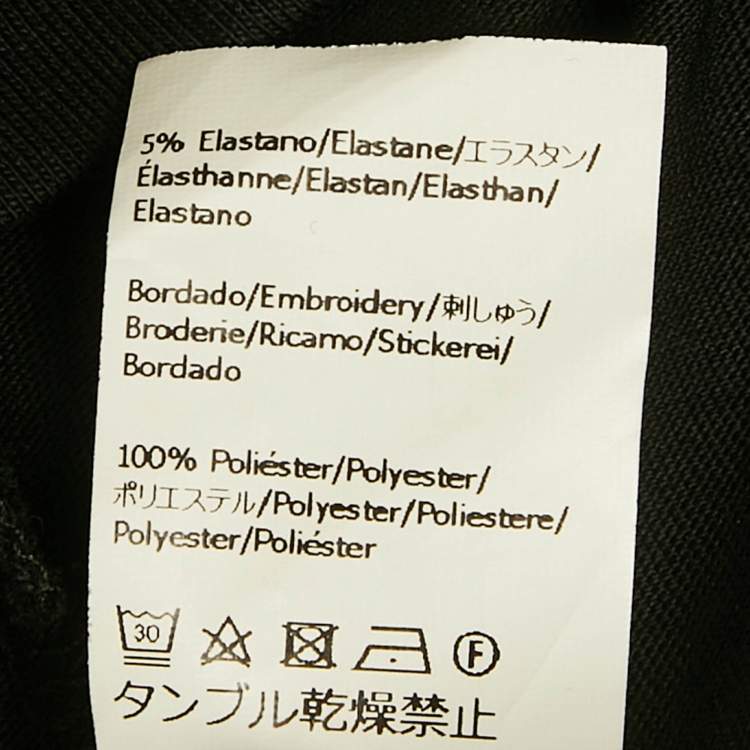 5% Elastano/Elastane/エラスタン/
Élasthanne/Elastan/Elasthan/
Elastano
Bordado/Embroidery/刺しゅう/
Broderie/Ricamo/Stickerei/
Bordado
100% Poliéster/Polyester/
ポリエステル/Polyester/Poliestere/
Polyester/Poliéster
30 F
タンブル乾燥禁止